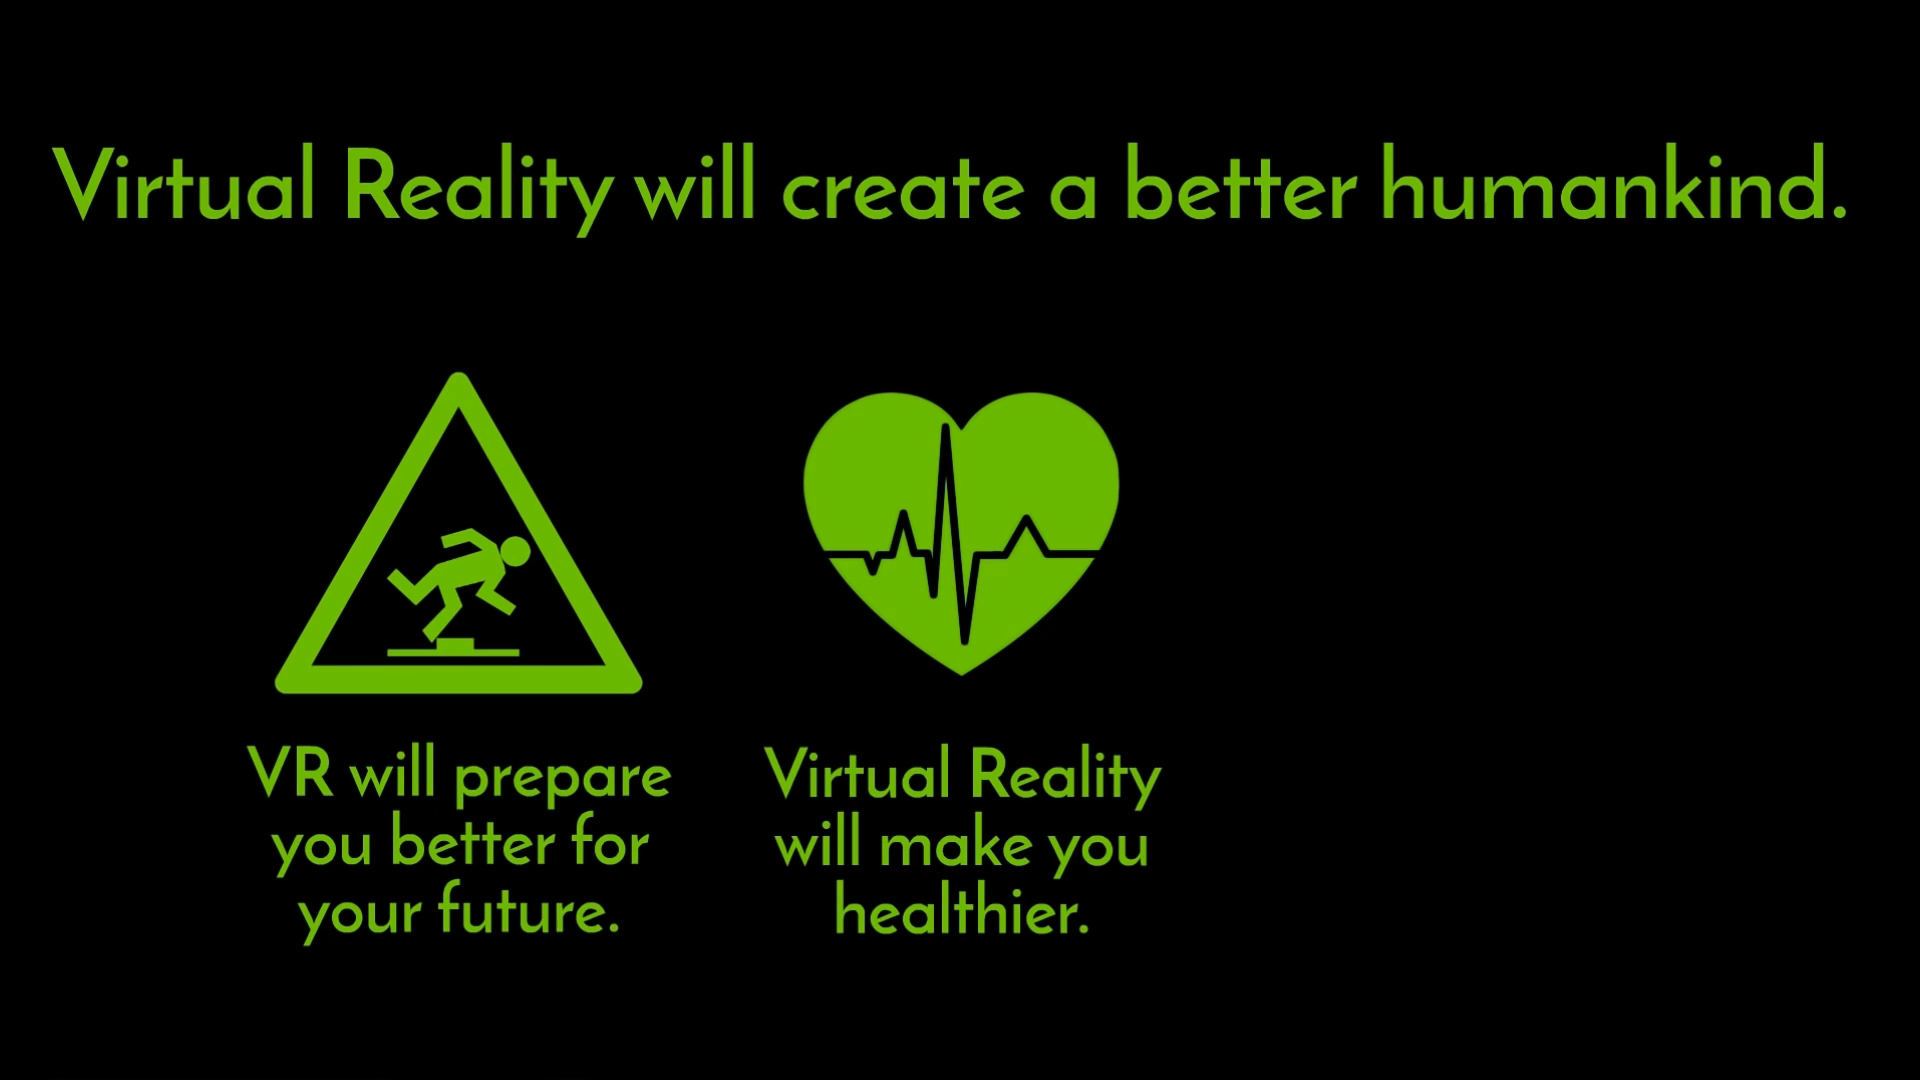 Virtual Reality will create a better humankind.
VR will prepare
you better for
your future.
Virtual Reality
will make you
healthier.